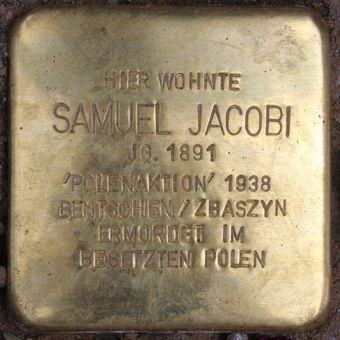 HIER WOHNTE
SAMUEL JACOBI
JG. 1891
'POLENAKTION' 1938
BENTSCHEN / ZBASZYN
ERMORDET IM
BESETZTEN POLEN